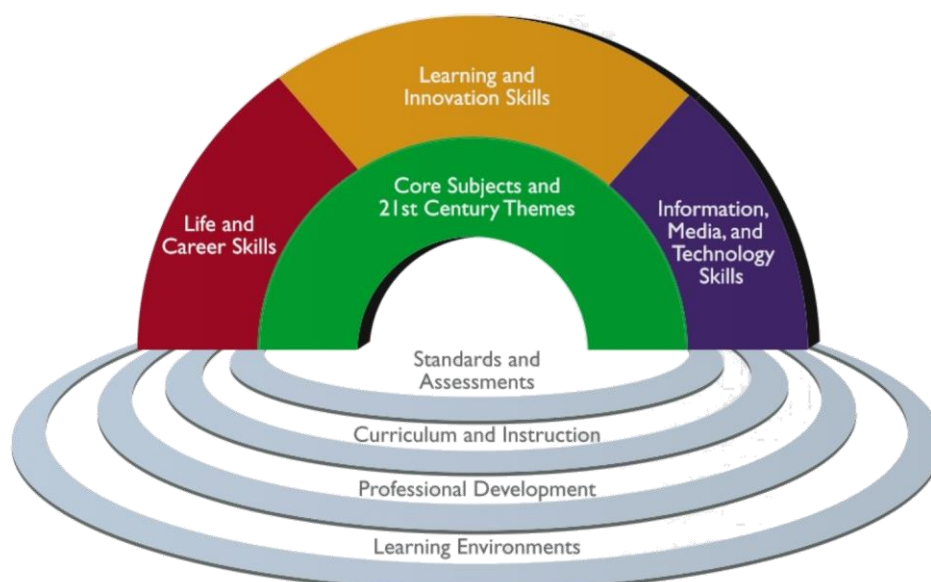 Learning and
Innovation Skills
Core Subjects and
21st Century Themes
Life and
Career Skills
Information,
Media, and
Technology
Skills
Standards and
Assessments
Curriculum and Instruction
Professional Development
Learning Environments